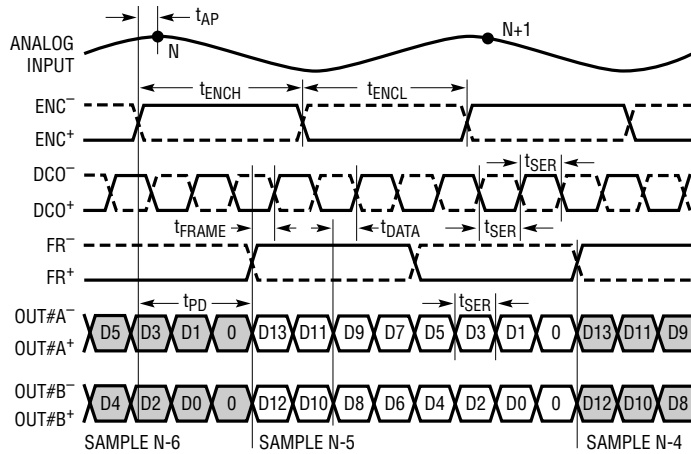 tAP
N+1
ANALOG
INPUT
N
tENCH tENCL
ENC−
ENC+
tSER
DCO−
DCO+
tFRAME tDATA tSER
FR−
FR+
tPD tSER
OUT#A−
D5 D3 D1 0 D13 D11 D9 D7 D5 D3 D1 0 D13 D11 D9
OUT#A+
OUT#B−
D4 D2 D0 0 D12 D10 D8 D6 D4 D2 D0 0 D12 D10 D8
OUT#B+
SAMPLE N-6 SAMPLE N-5 SAMPLE N-4